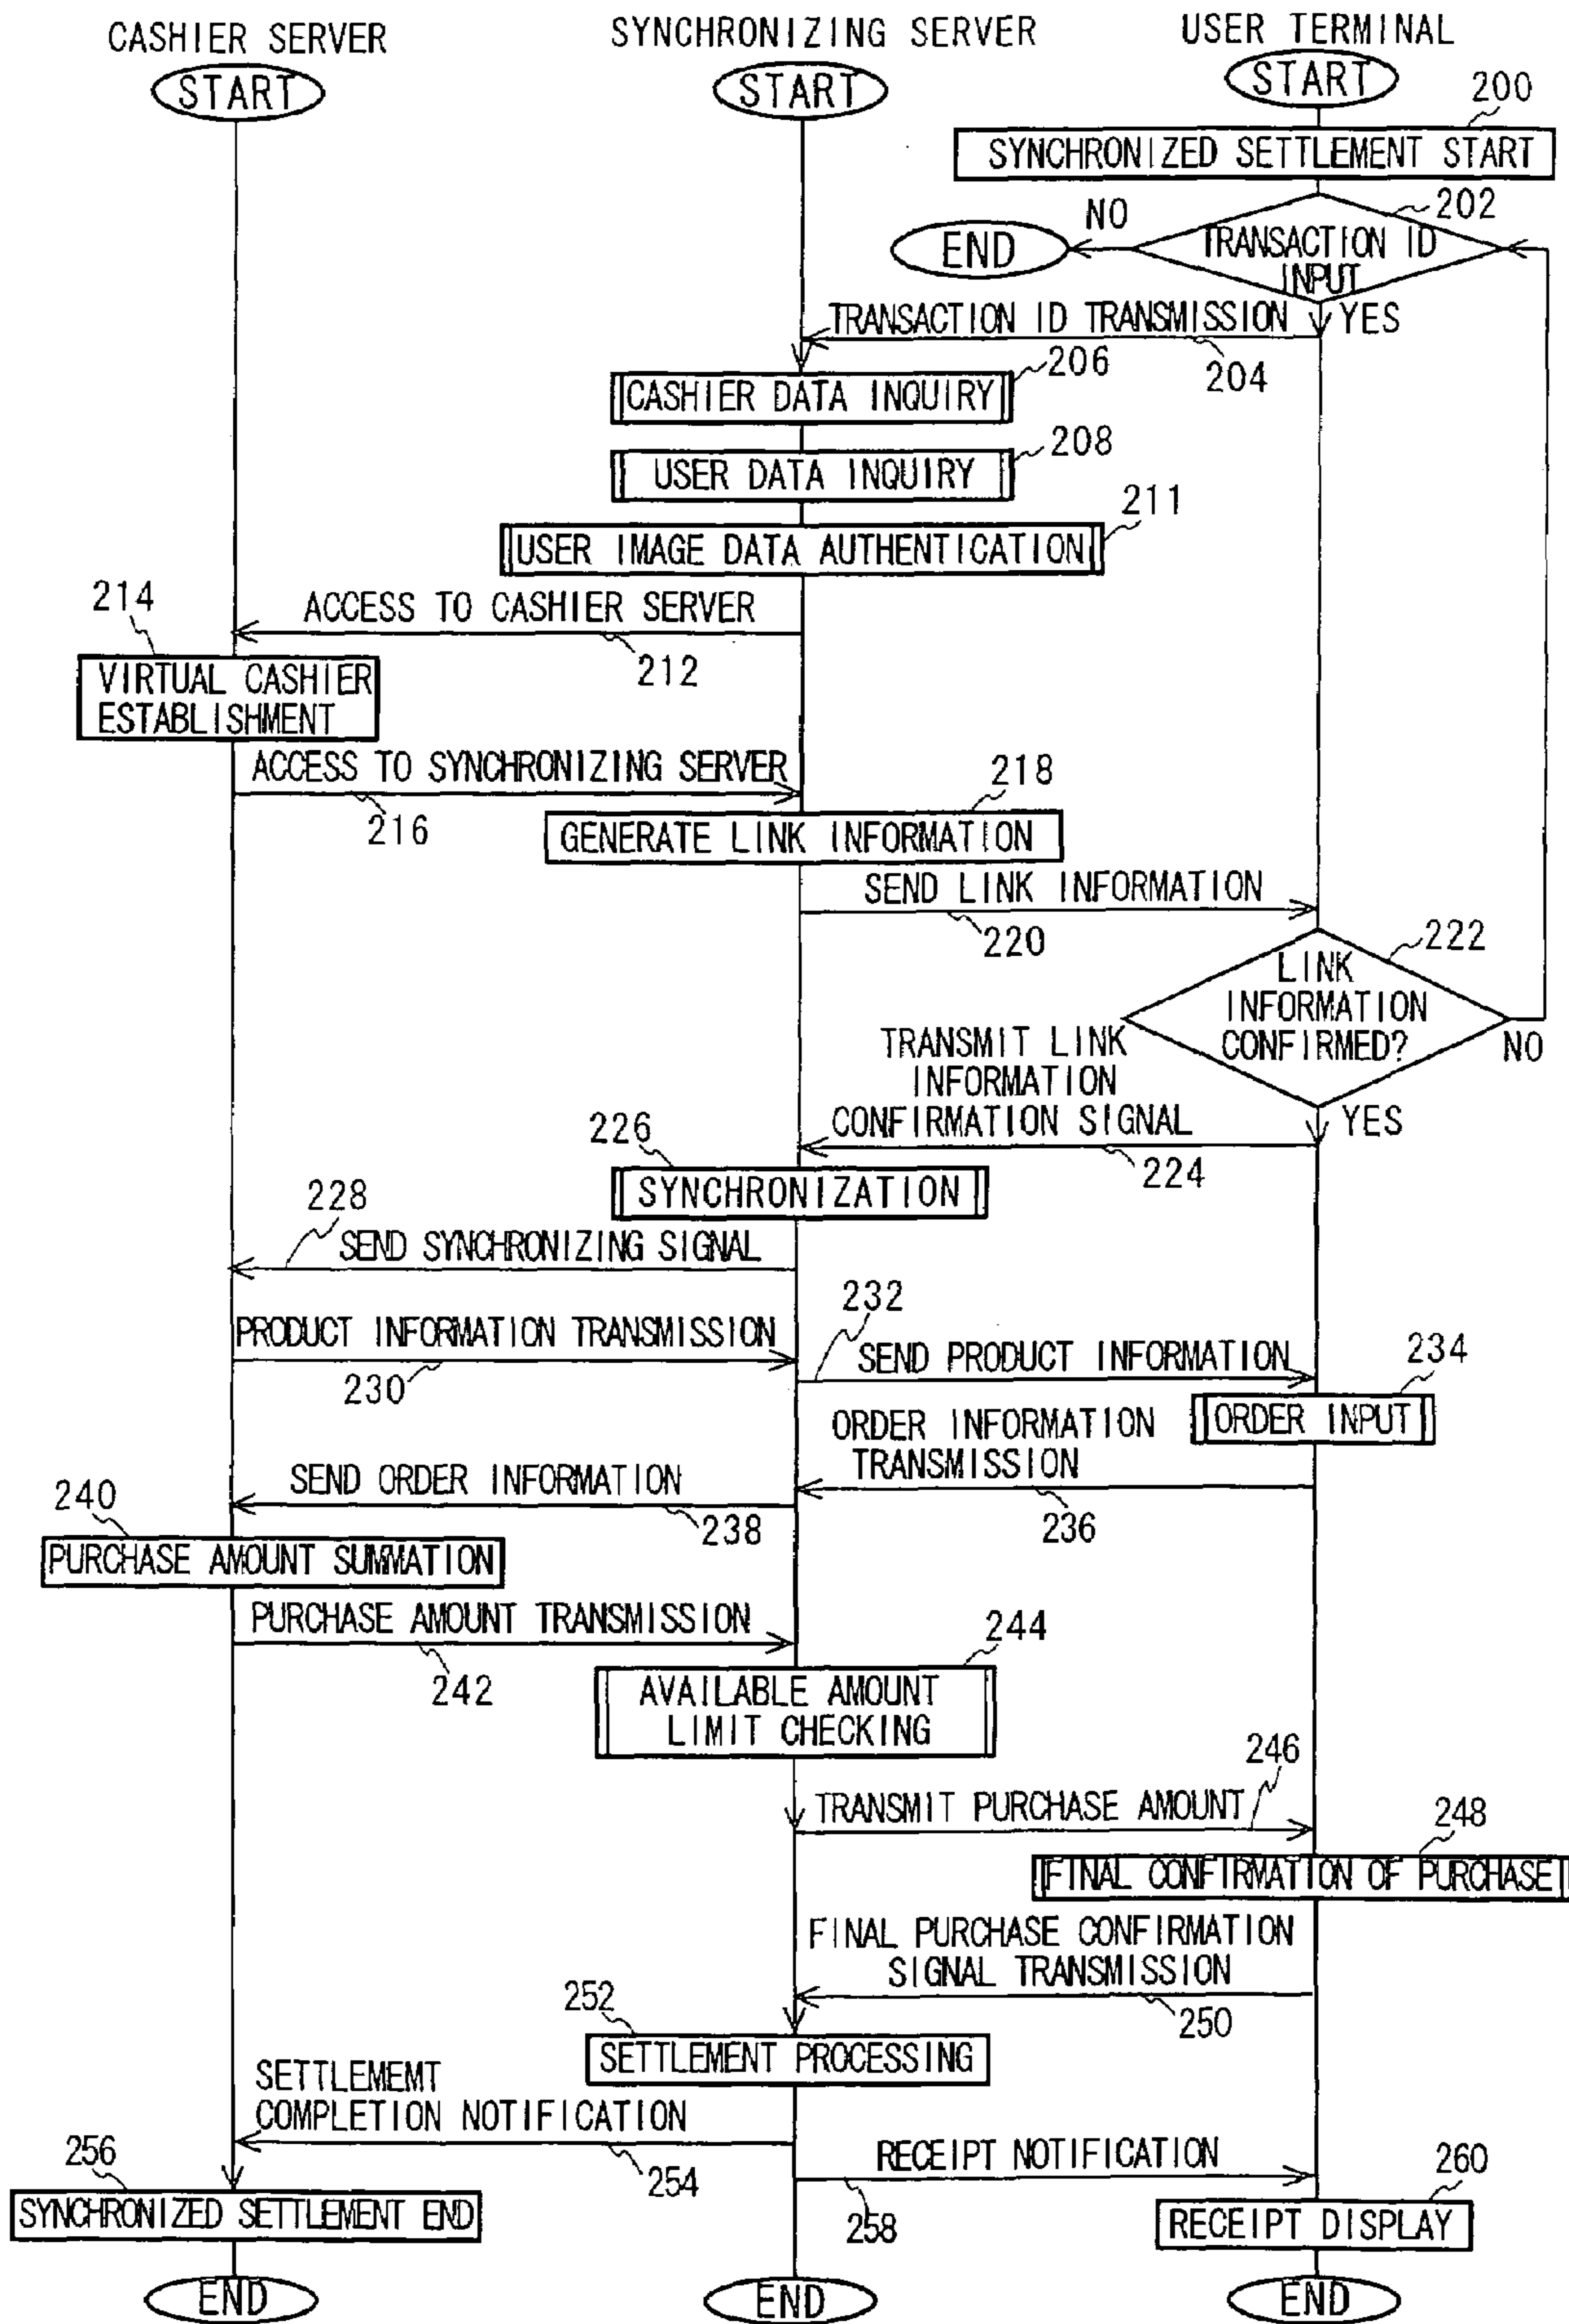 CASHIER SERVER
SYNCHRONIZING SERVER
USER TERMINAL
START
START
START
200
SYNCHRONIZED SETTLEMENT START
202
NO
END
TRANSACTION ID
INPUT
TRANSACTION ID TRANSMISSION
YES
204
206
CASHIER DATA INQUIRY
208
USER DATA INQUIRY
211
USER IMAGE DATA AUTHENTICATION
214
ACCESS TO CASHIER SERVER
212
VIRTUAL CASHIER
ESTABLISHMENT
ACCESS TO SYNCHRONIZING SERVER
216
218
GENERATE LINK INFORMATION
SEND LINK INFORMATION
220
222
LINK
INFORMATION
CONFIRMED?
NO
TRANSMIT LINK
INFORMATION
CONFIRMATION SIGNAL
YES
224
226
SYNCHRONIZATION
228
SEND SYNCHRONIZING SIGNAL
PRODUCT INFORMATION TRANSMISSION
230
232
SEND PRODUCT INFORMATION
234
ORDER INPUT
ORDER INFORMATION
TRANSMISSION
236
SEND ORDER INFORMATION
238
240
PURCHASE AMOUNT SUMMATION
PURCHASE AMOUNT TRANSMISSION
242
244
AVAILABLE AMOUNT
LIMIT CHECKING
246
TRANSMIT PURCHASE AMOUNT
248
FINAL CONFIRMATION OF PURCHASE
FINAL PURCHASE CONFIRMATION
SIGNAL TRANSMISSION
250
252
SETTLEMENT PROCESSING
SETTLEMEMT
COMPLETION NOTIFICATION
254
256
SYNCHRONIZED SETTLEMENT END
RECEIPT NOTIFICATION
258
260
RECEIPT DISPLAY
END
END
END